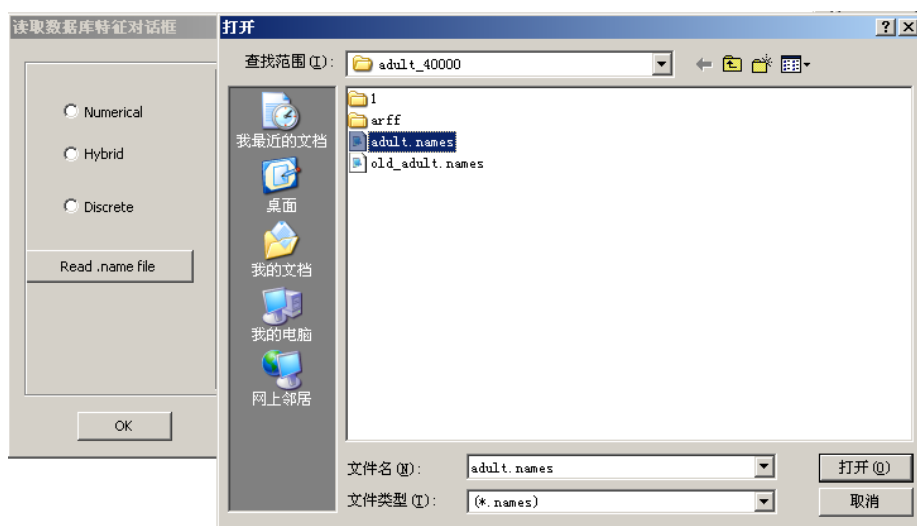 读取数据库特征对话框
Numerical
Hybrid
Discrete
Read .name file
OK
打开
查找范围(I):
adult_40000
我最近的文档
桌面
我的文档
我的电脑
网上邻居
1
arff
adult.names
old_adult.names
文件名(N):
adult.names
打开(O)
文件类型(T):
(*.names)
取消